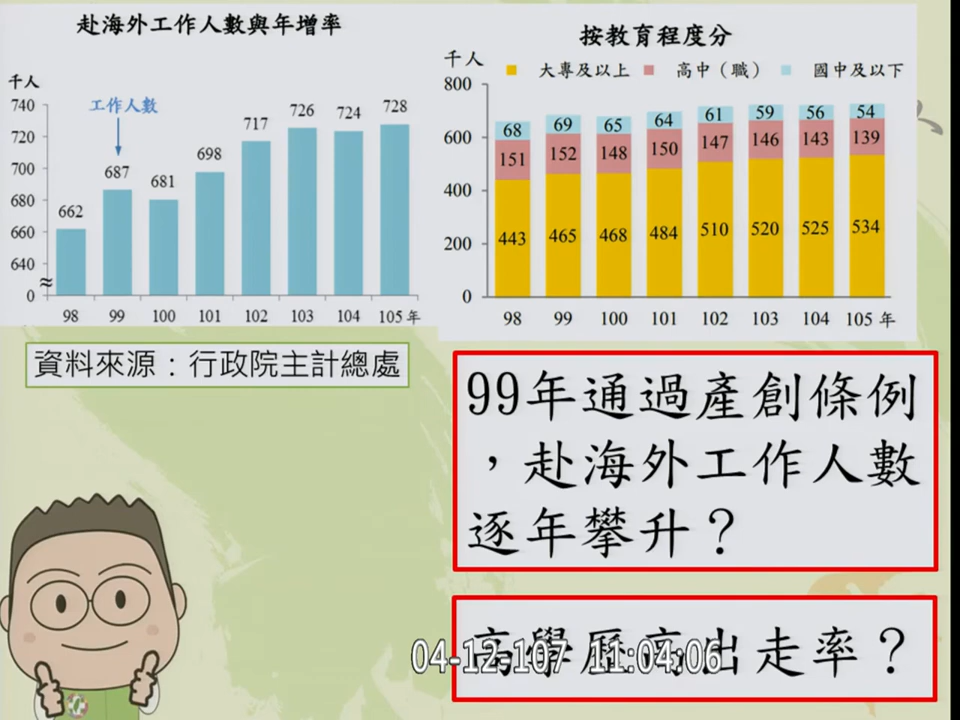 赴海外工作人數與年增率
千人
工作人數
740
720
700
680
660
640
0
662
687
681
698
717
726
724
728
98 99 100 101 102 103 104 105 年
按教育程度分
千人
大專及以上 高中（職） 國中及以下
800
600
400
200
0
68 69 65 64 61 59 56 54
151 152 148 150 147 146 143 139
443 465 468 484 510 520 525 534
98 99 100 101 102 103 104 105 年
資料來源：行政院主計總處
99年通過產創條例
，赴海外工作人數
逐年攀升？
高學歷高出走率？
04-12-107 11:04:06